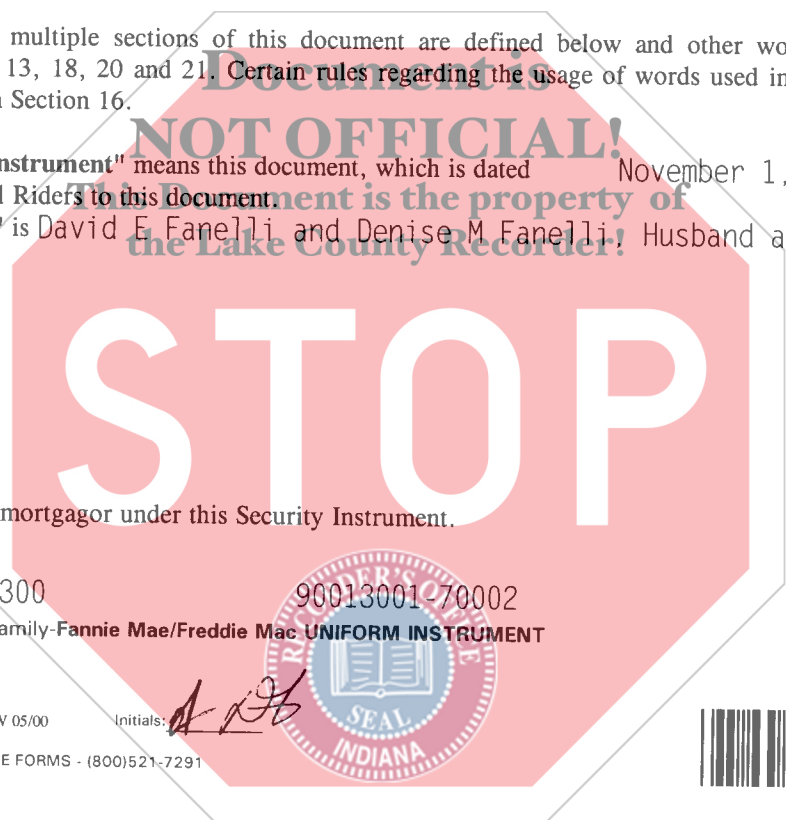 multiple sections of this document are defined below and other wo
13, 18, 20 and 21. Certain rules regarding the usage of words used in
Section 16.
Document is
NOT OFFICIAL!
This Document is the property of
the Lake County Recorder!
nstrument" means this document, which is dated November 1,
l Riders to this document.
" is David E Fanelli and Denise M Fanelli, Husband a
STOP
mortgagor under this Security Instrument.
300 90013001-70002
amily-Fannie Mae/Freddie Mac UNIFORM INSTRUMENT
RECORDER'S OFFICE
SEAL
INDIANA
V 05/00 Initials:
E FORMS - (800)521-7291